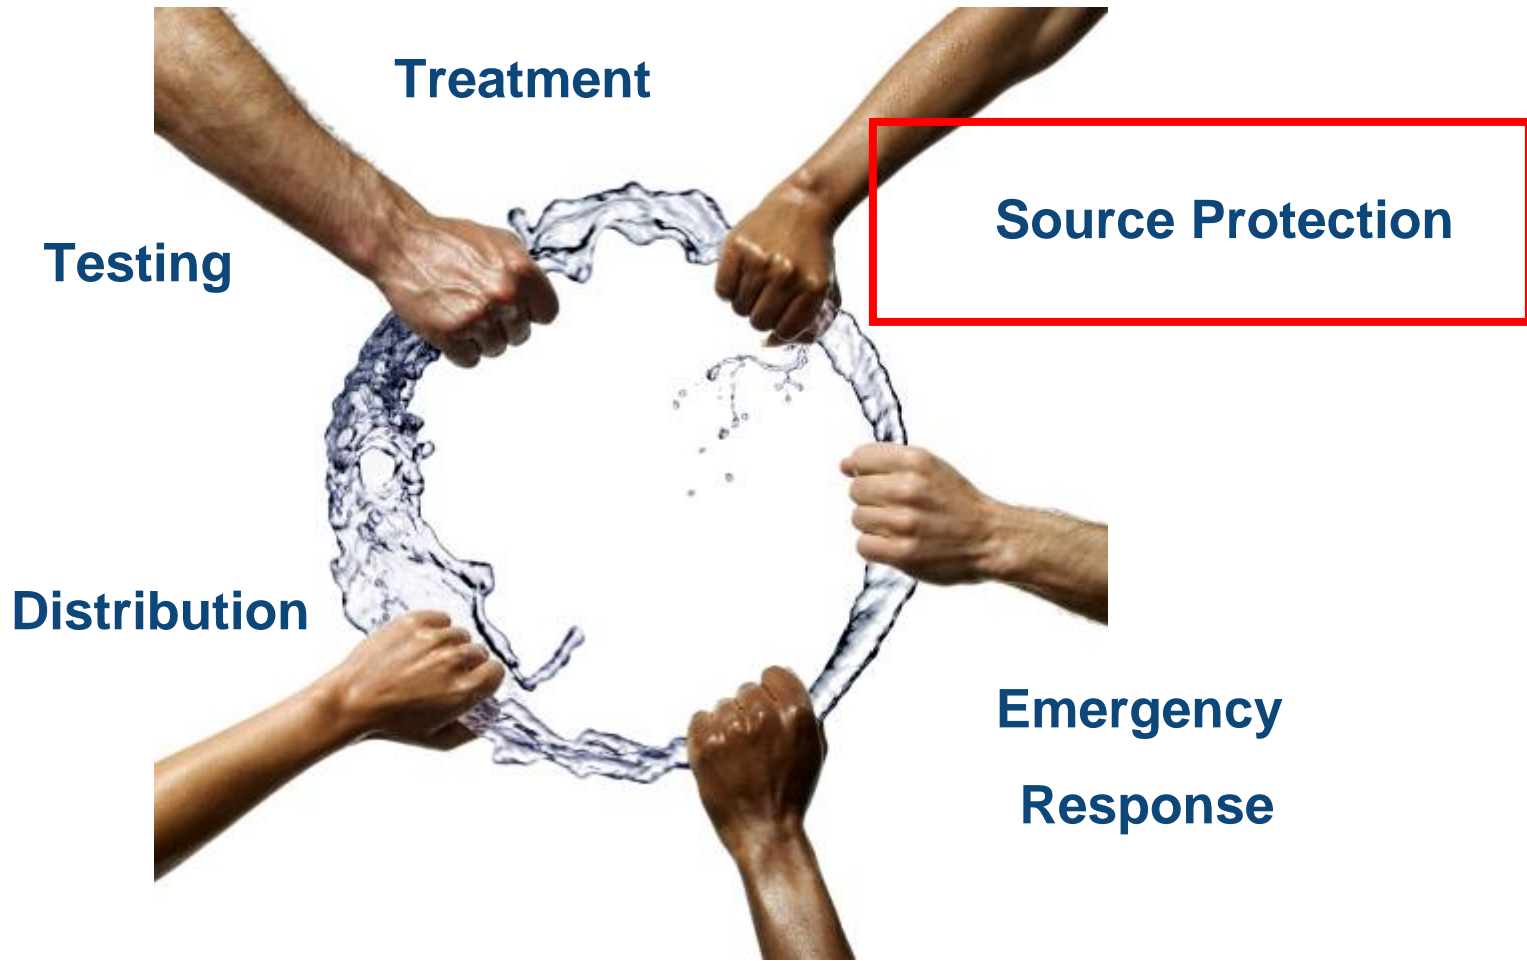 Treatment
Source Protection
Testing
Distribution
Emergency
Response